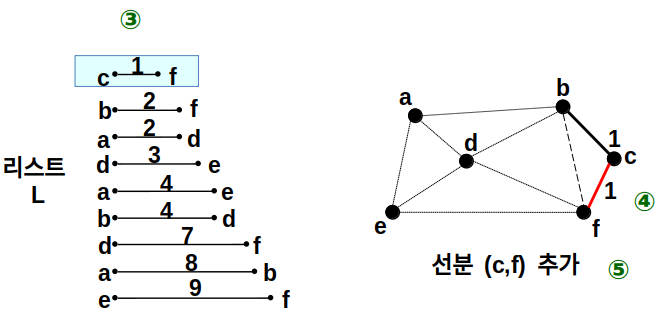 ③
리스트
L
c 1 f
b 2 f
a 2 d
d 3 e
a 4 e
b 4 d
d 7 f
a 8 b
e 9 f
a
b
d
1
c
1
④
e
f
선분 (c,f) 추가
⑤